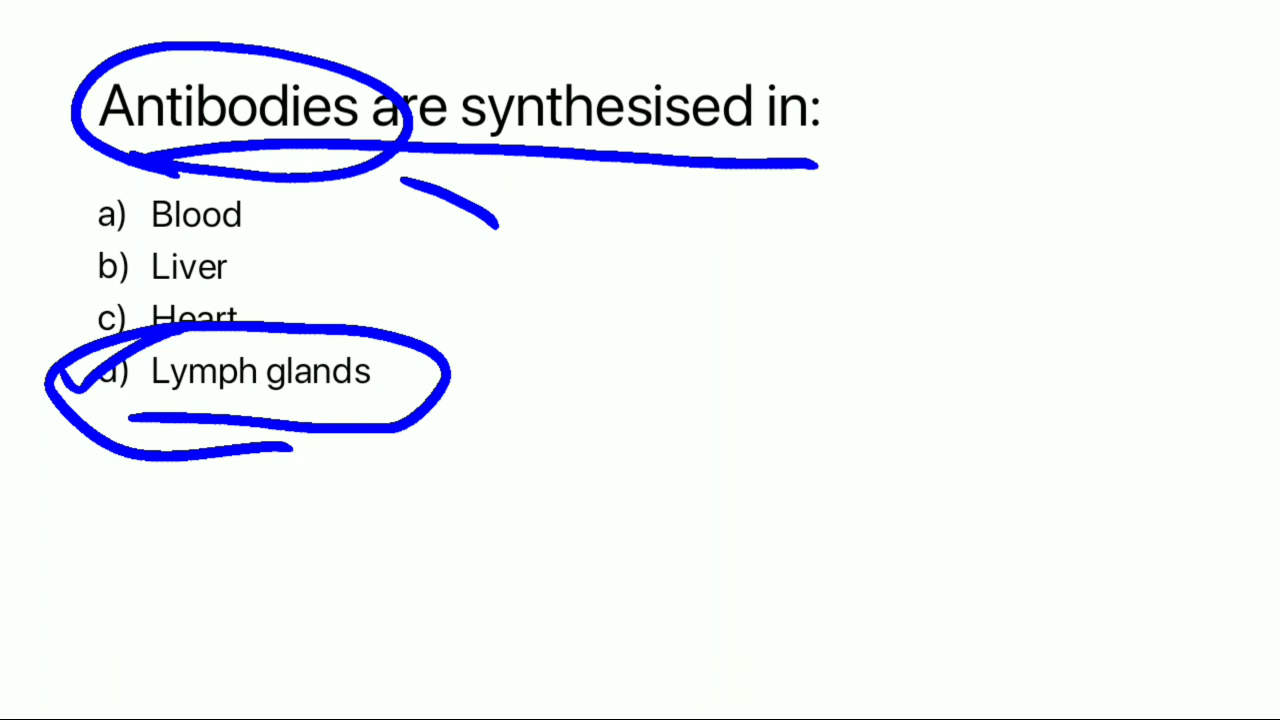 Antibodies are synthesised in:
a) Blood
b) Liver
c) Heart
d) Lymph glands